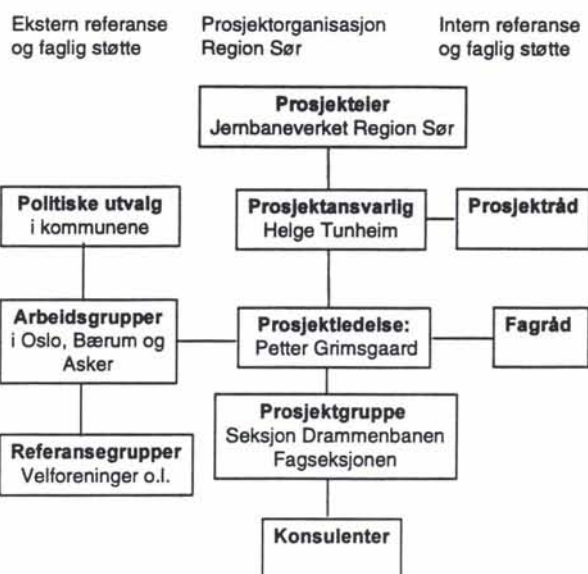 Ekstern referanse
og faglig støtte
Prosjektorganisasjon
Region Sør
Intern referanse
og faglig støtte
Prosjekteier
Jernbaneverket Region Sør
Politiske utvalg
i kommunene
Prosjektansvarlig
Helge Tunheim
Prosjektråd
Arbeidsgrupper
i Oslo, Bærum og
Asker
Prosjektledelse:
Petter Grimsgaard
Fagråd
Prosjektgruppe
Seksjon Drammenbanen
Fagseksjonen
Referansegrupper
Velforeninger o.l.
Konsulenter